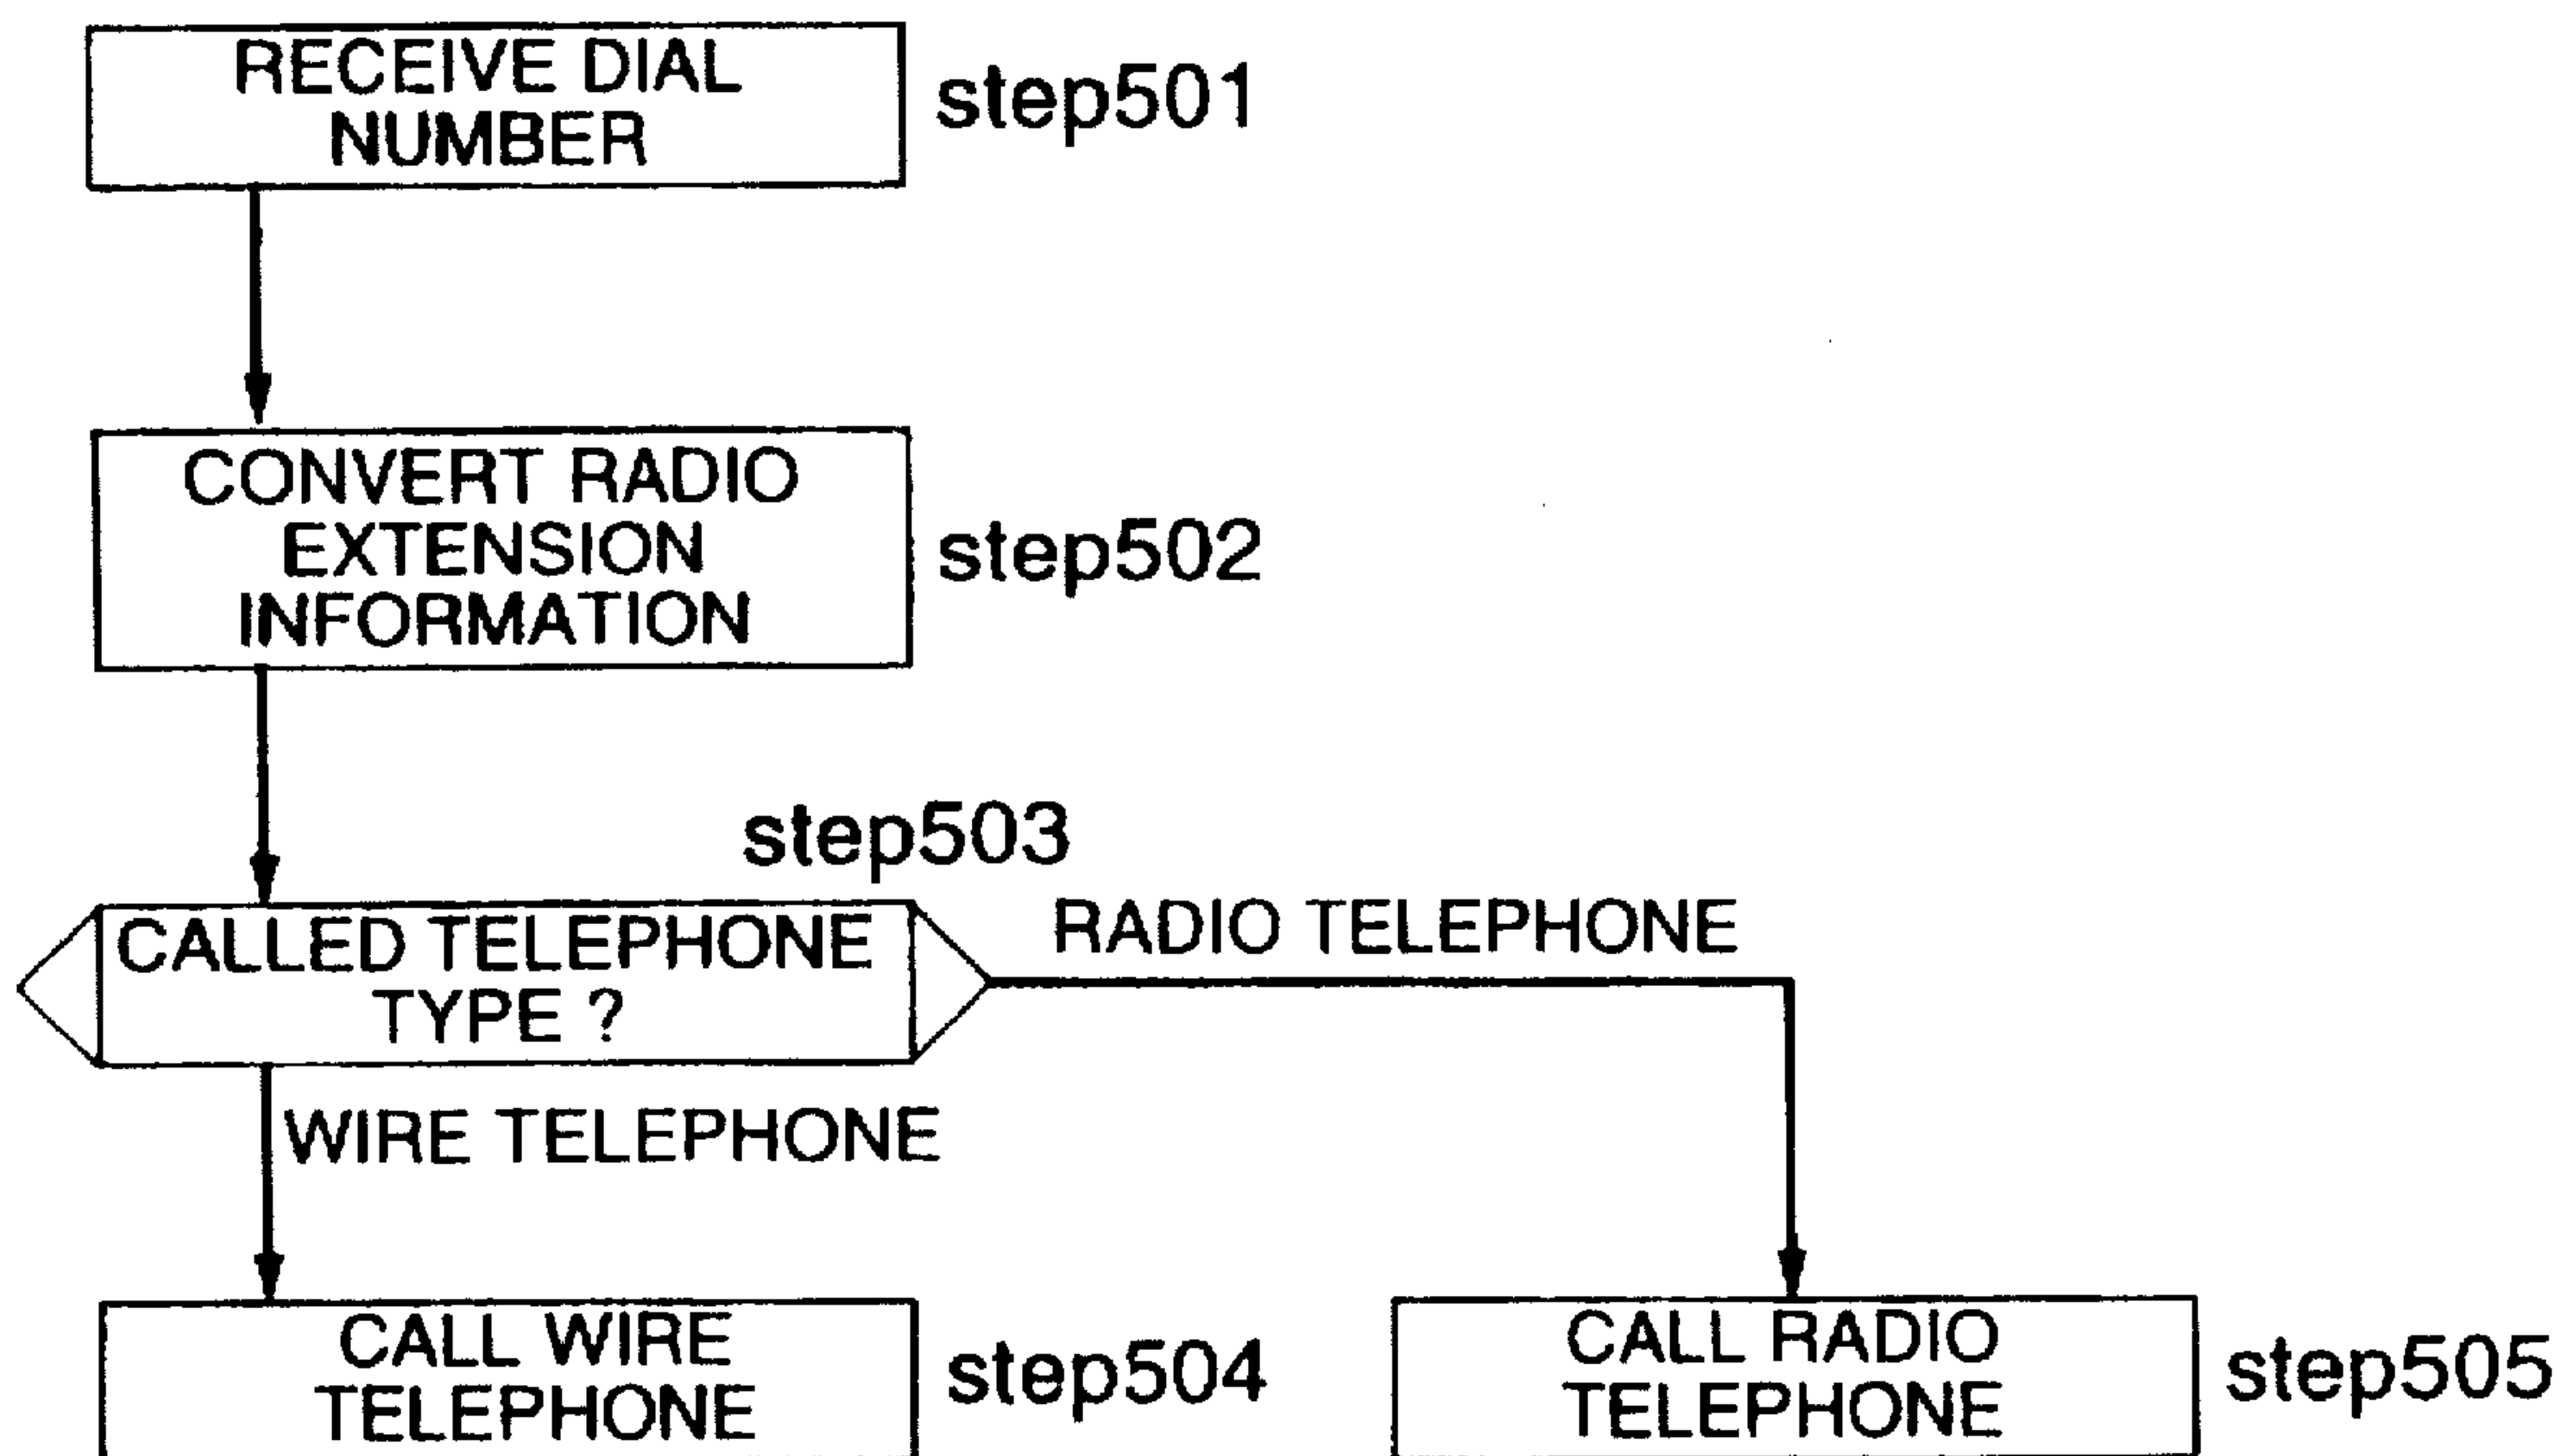 RECEIVE DIAL
NUMBER
step501
CONVERT RADIO
EXTENSION
INFORMATION
step502
step503
CALLED TELEPHONE
TYPE ?
RADIO TELEPHONE
WIRE TELEPHONE
CALL WIRE
TELEPHONE
step504
CALL RADIO
TELEPHONE
step505